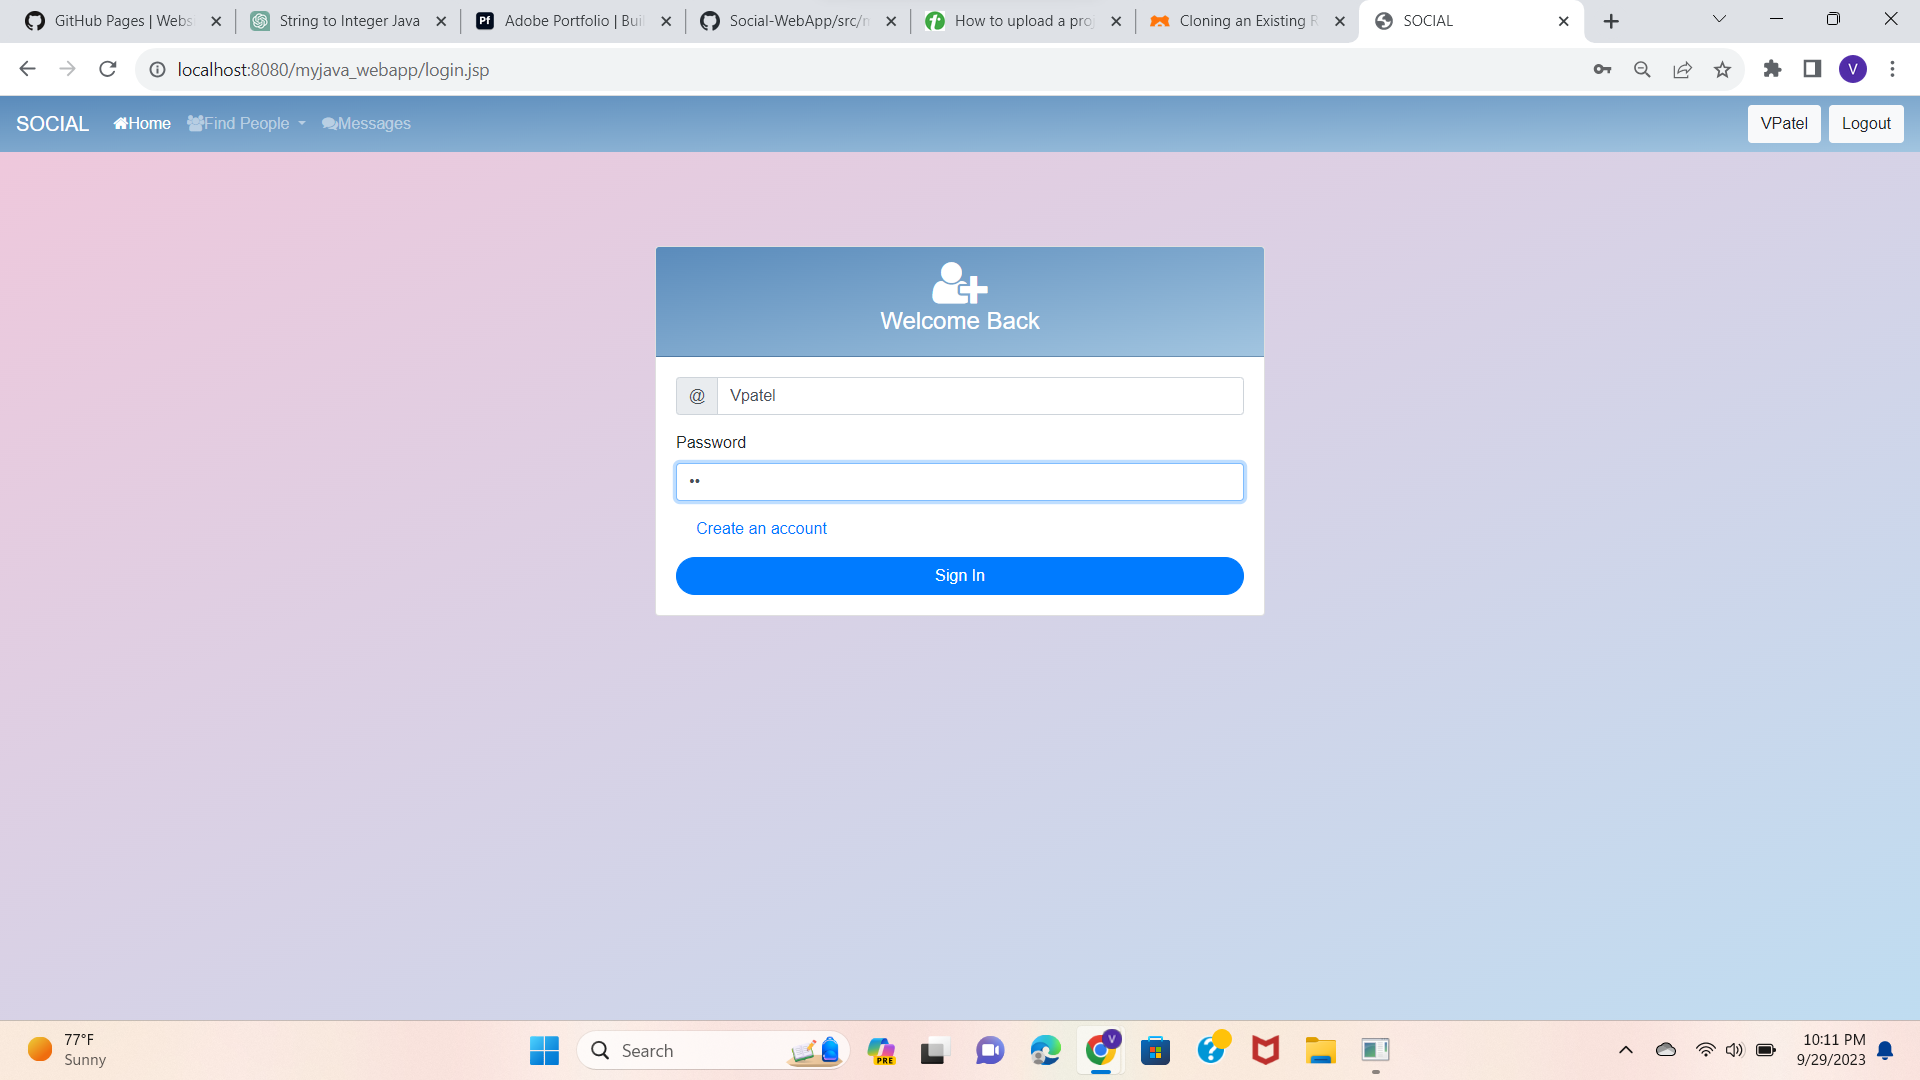 GitHub Pages | Webs
String to Integer Java
Pf
Adobe Portfolio | Bui
Social-WebApp/src/m
How to upload a proj
Cloning an Existing R
SOCIAL
localhost:8080/myjava_webapp/login.jsp
V
SOCIAL
Home
Find People
Messages
VPatel
Logout
Welcome Back
@
Vpatel
Password
Create an account
Sign In
77°F
Sunny
Search
PRE
V
10:11 PM
9/29/2023